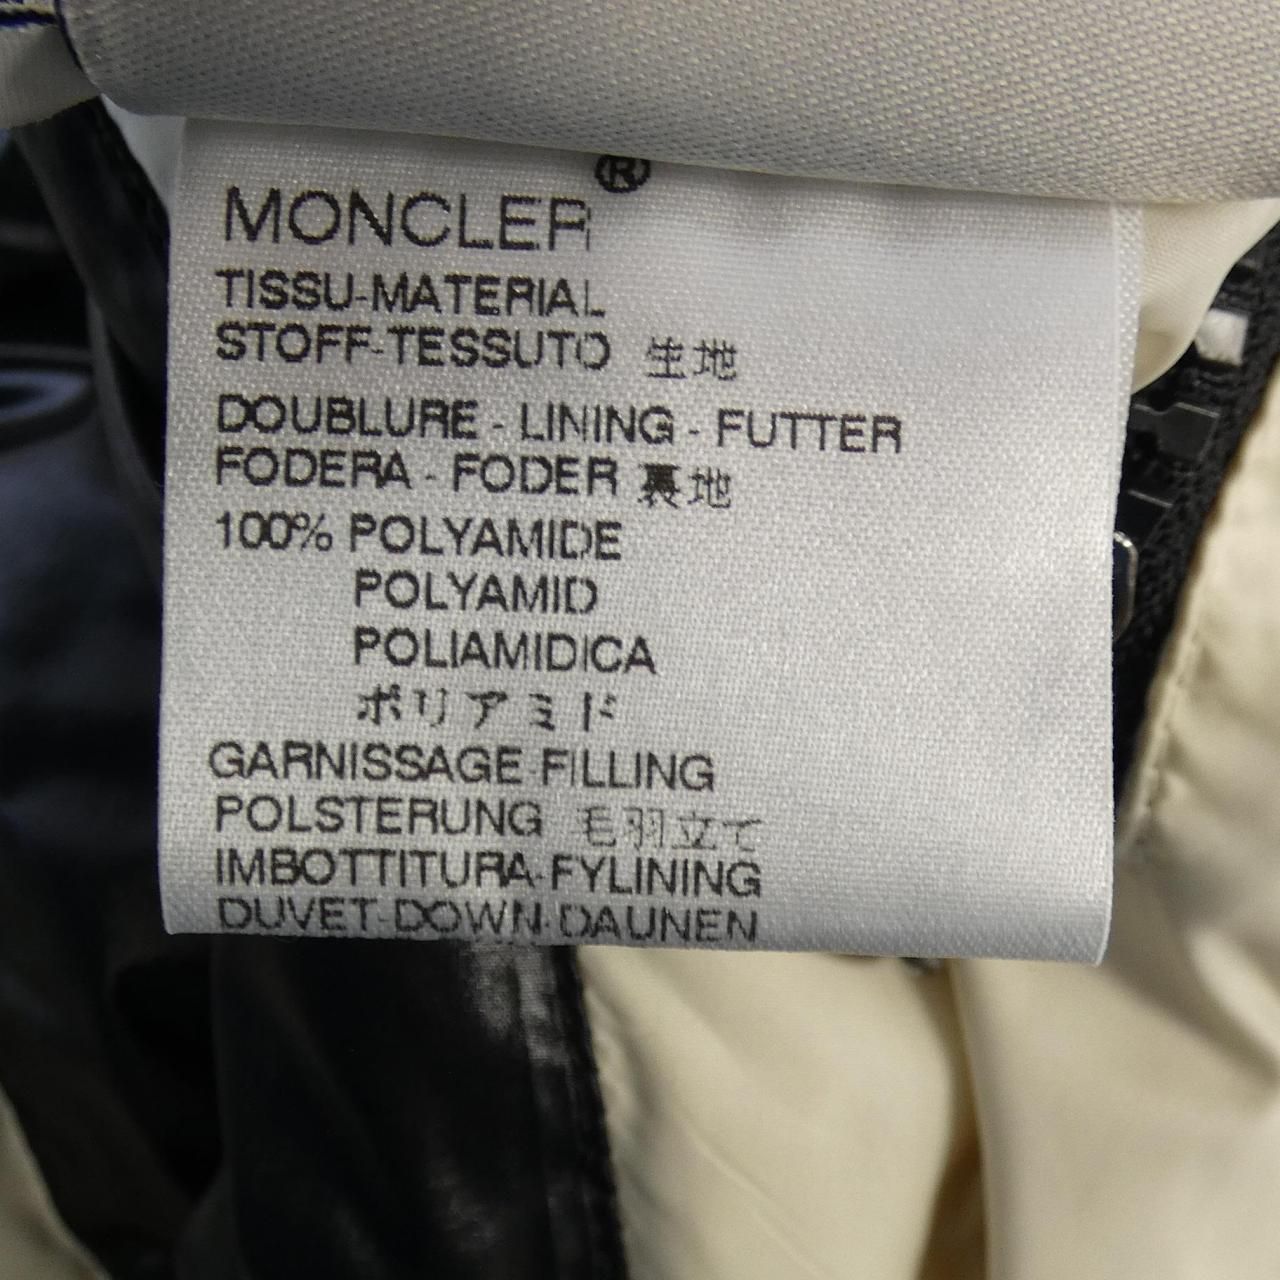 MONCLER®
TISSU-MATERIAL
STOFF-TESSUTO 生地
DOUBLURE - LINING - FUTTER
FODERA - FODER 裏地
100% POLYAMIDE
POLYAMID
POLIAMIDICA
ポリアミド
GARNISSAGE-FILLING
POLSTERUNG 毛羽立て
IMBOTTITURA-FYLINING
DUVET-DOWN-DAUNEN